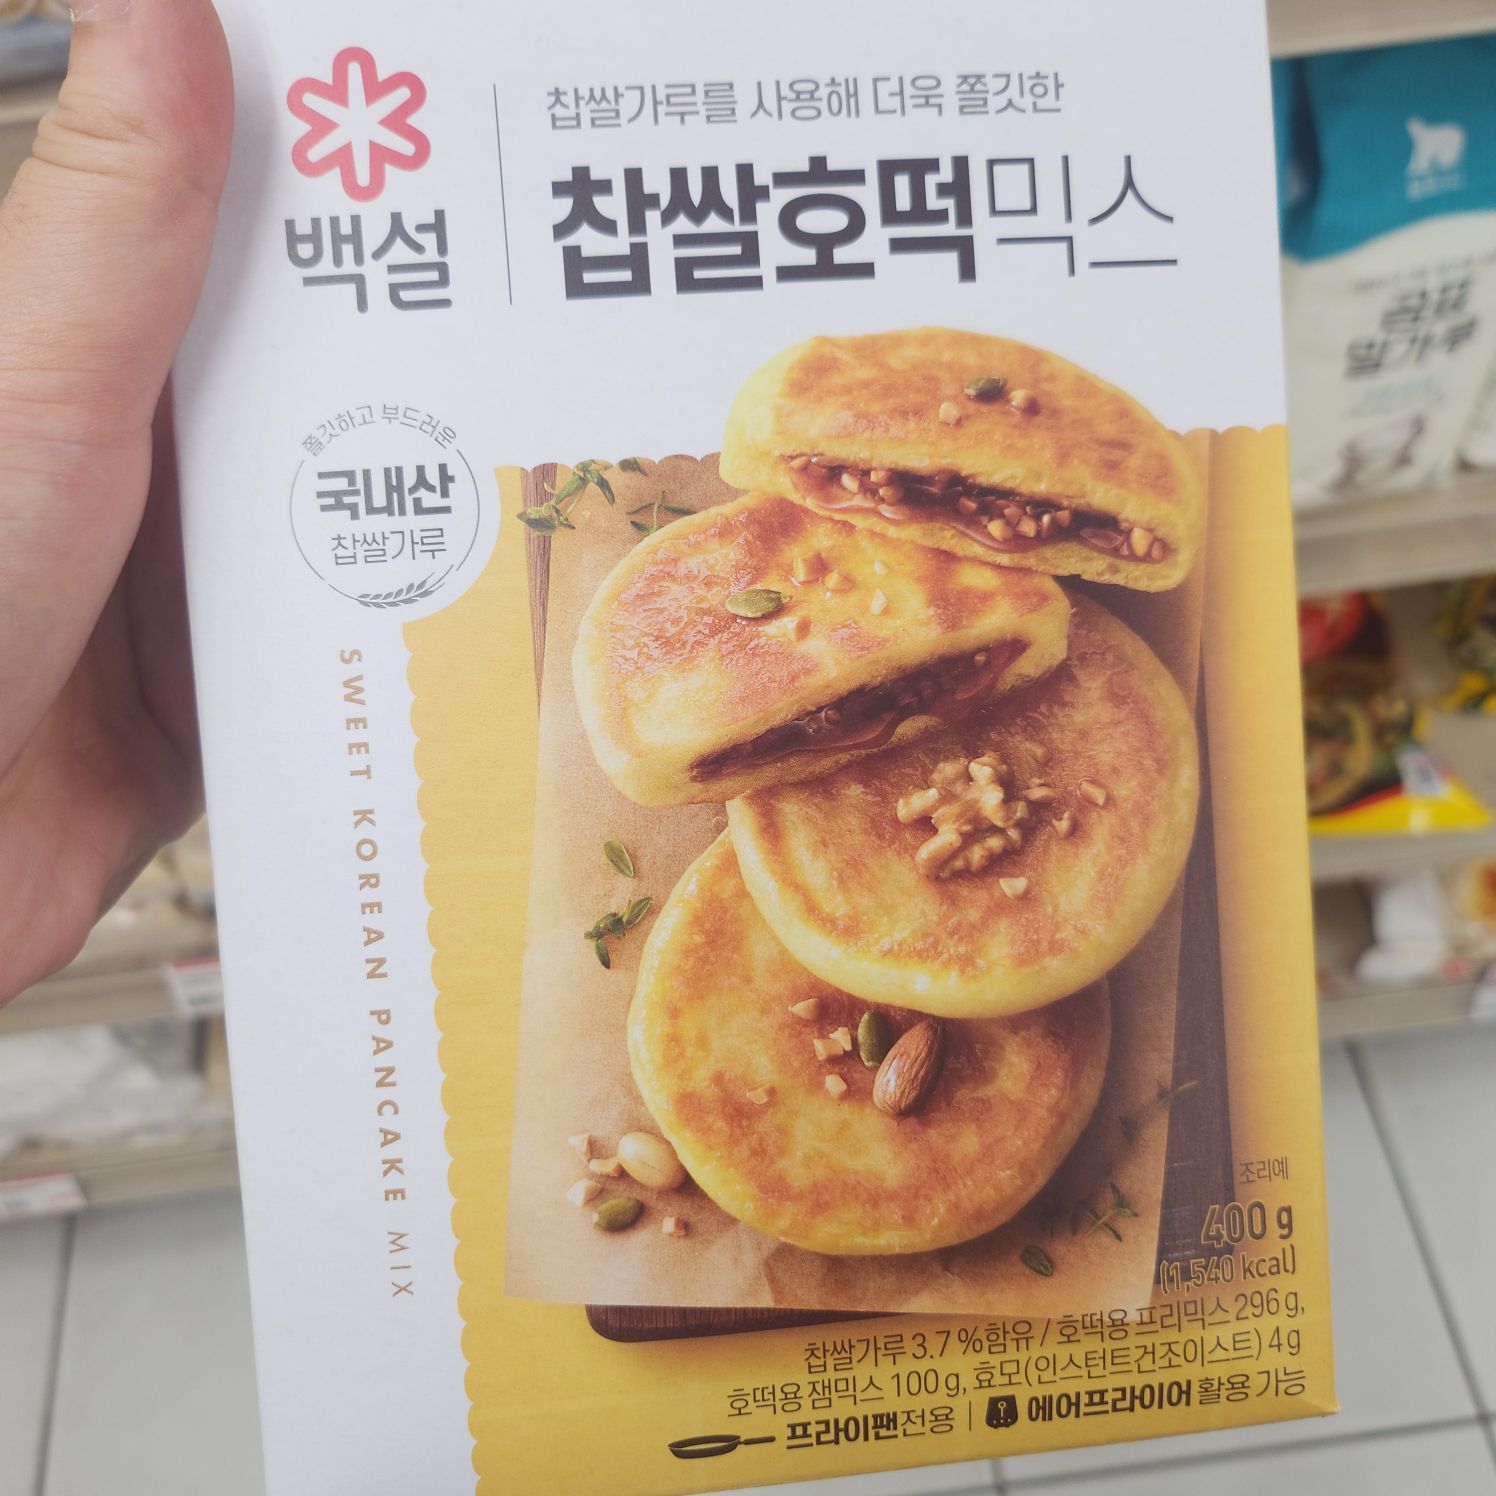 백설
찹쌀가루를 사용해 더욱 쫄깃한
찹쌀호떡믹스
쫄깃하고 부드러운
국내산
찹쌀가루
SWEET KOREAN PANCAKE MIX
조리예
400 g
(1,540 kcal)
찹쌀가루 3.7 %함유 / 호떡용 프리믹스 296 g,
호떡용 잼믹스 100 g, 효모(인스턴트건조이스트) 4 g
프라이팬전용 | 에어프라이어 활용 가능
곰표
밀가루